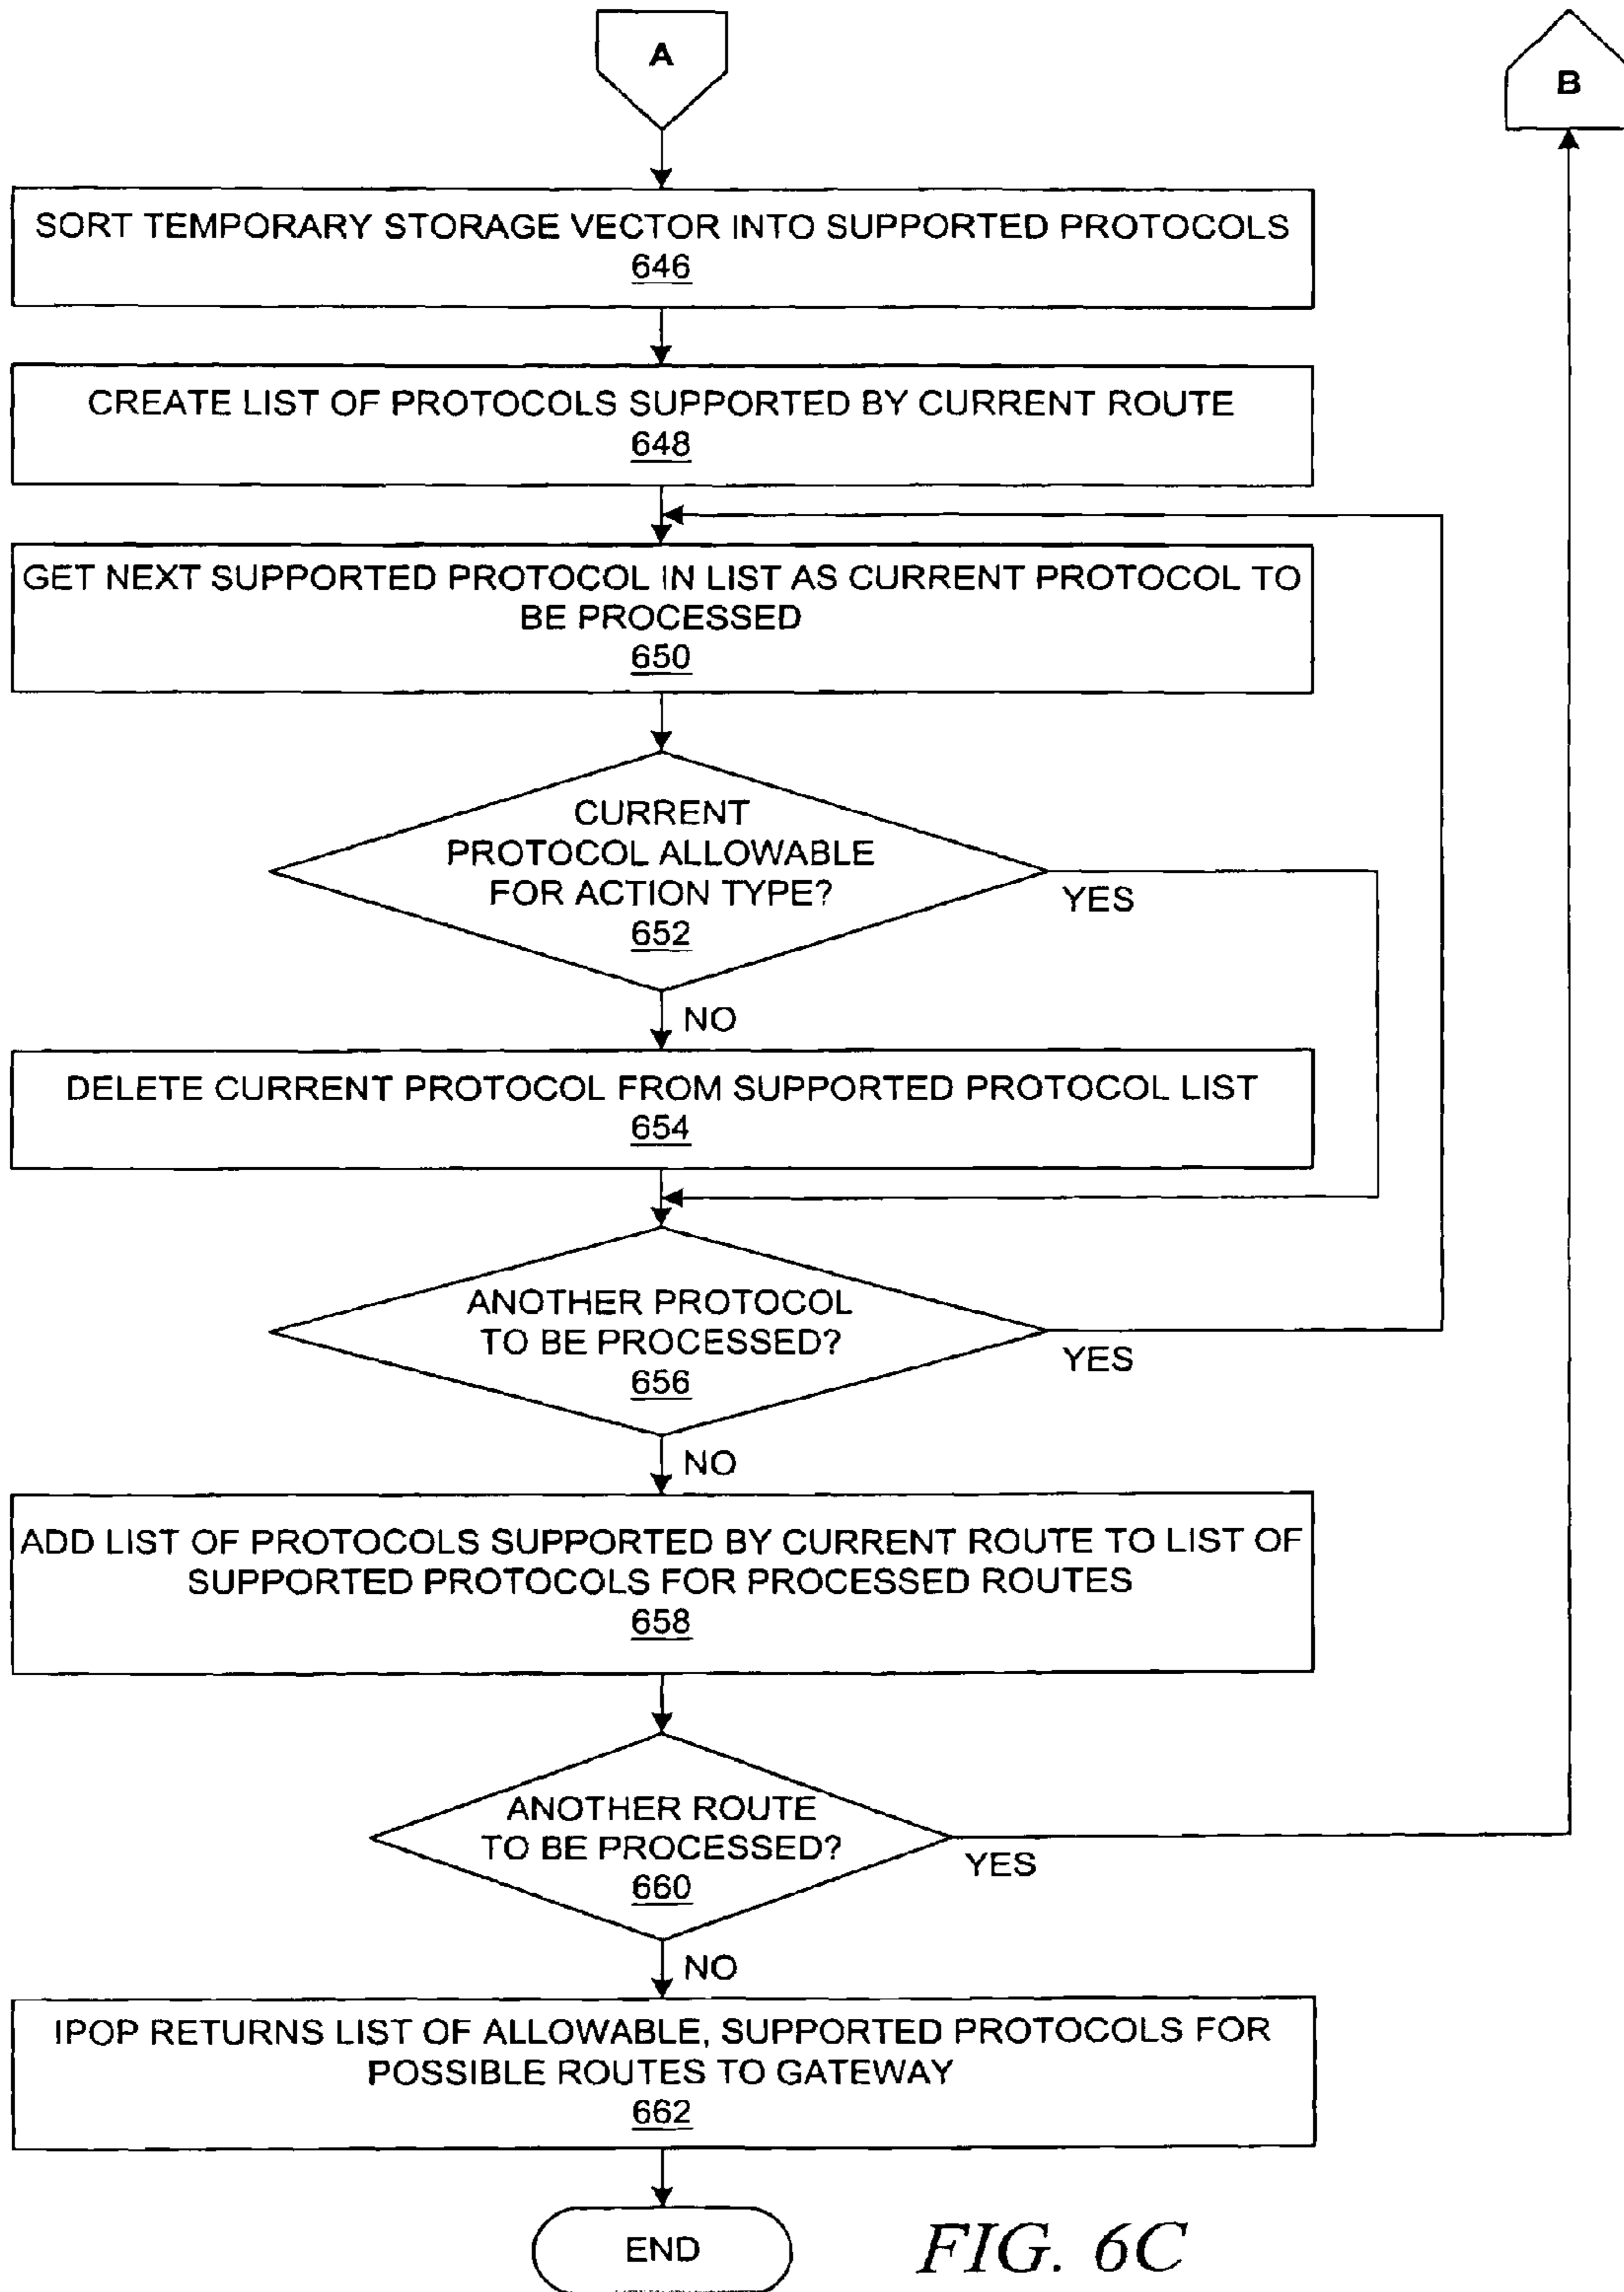 A
B
SORT TEMPORARY STORAGE VECTOR INTO SUPPORTED PROTOCOLS
646
CREATE LIST OF PROTOCOLS SUPPORTED BY CURRENT ROUTE
648
GET NEXT SUPPORTED PROTOCOL IN LIST AS CURRENT PROTOCOL TO
BE PROCESSED
650
CURRENT
PROTOCOL ALLOWABLE
FOR ACTION TYPE?
652
YES
NO
DELETE CURRENT PROTOCOL FROM SUPPORTED PROTOCOL LIST
654
ANOTHER PROTOCOL
TO BE PROCESSED?
656
YES
NO
ADD LIST OF PROTOCOLS SUPPORTED BY CURRENT ROUTE TO LIST OF
SUPPORTED PROTOCOLS FOR PROCESSED ROUTES
658
ANOTHER ROUTE
TO BE PROCESSED?
660
YES
NO
IPOP RETURNS LIST OF ALLOWABLE, SUPPORTED PROTOCOLS FOR
POSSIBLE ROUTES TO GATEWAY
662
END
FIG. 6C